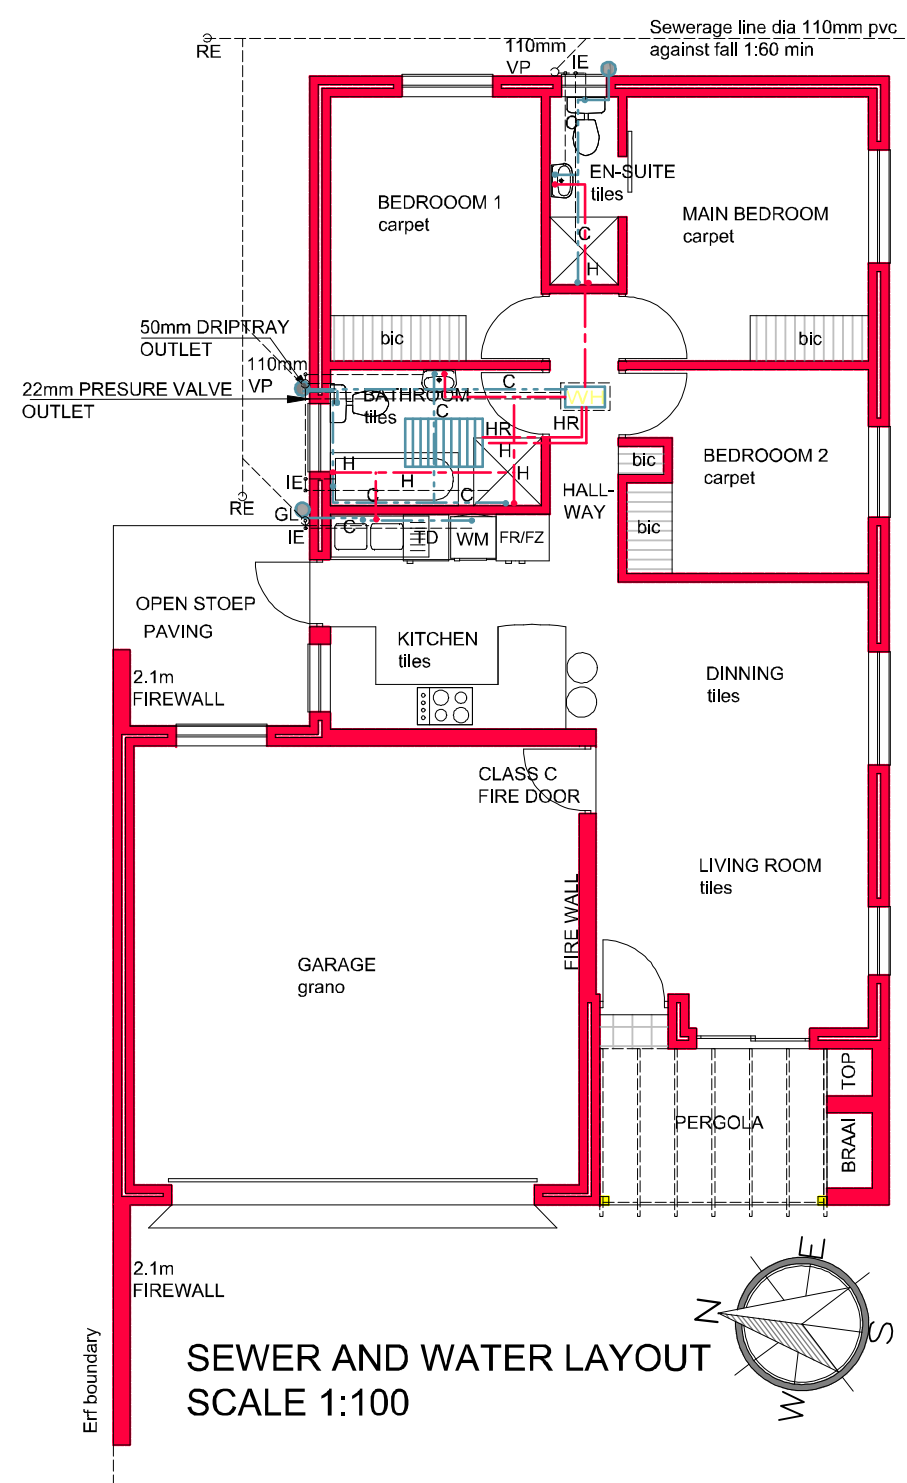 Sewerage line dia 110mm pvc
against fall 1:60 min
RE
110mm
VP
IE
C
EN-SUITE
tiles
BEDROOOM 1
carpet
MAIN BEDROOM
carpet
C
H
50mm DRIPTRAY
OUTLET
bic
bic
110mm
VP
22mm PRESURE VALVE
OUTLET
BATHROOM
tiles
C
C
WH
HR
HR
H
H
H
H
C
C
HALL-
WAY
bic
BEDROOOM 2
carpet
bic
IE
RE
GL
IE
C
TD
WM
FR/FZ
OPEN STOEP
PAVING
KITCHEN
tiles
2.1m
FIREWALL
DINNING
tiles
CLASS C
FIRE DOOR
LIVING ROOM
tiles
FIRE WALL
GARAGE
grano
TOP
PERGOLA
BRAAI
2.1m
FIREWALL
E
N
S
W
Erf boundary
SEWER AND WATER LAYOUT
SCALE 1:100